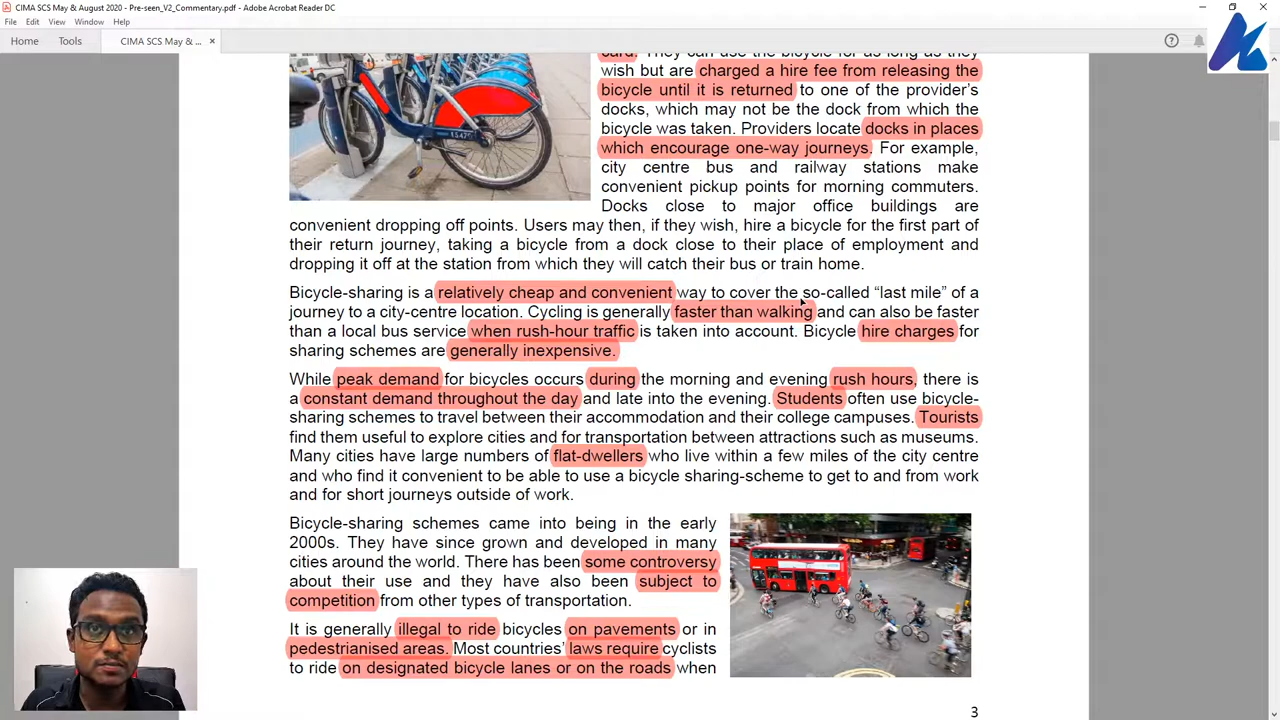 CIMA SCS May & August 2020 - Pre-seen_V2_Commentary.pdf - Adobe Acrobat Reader DC
File Edit View Window Help
Home Tools CIMA SCS May & ... ×
card. They can use the bicycle for as long as they
wish but are charged a hire fee from releasing the
bicycle until it is returned to one of the provider's
docks, which may not be the dock from which the
bicycle was taken. Providers locate docks in places
which encourage one-way journeys. For example,
city centre bus and railway stations make
convenient pickup points for morning commuters.
Docks close to major office buildings are
convenient dropping off points. Users may then, if they wish, hire a bicycle for the first part of
their return journey, taking a bicycle from a dock close to their place of employment and
dropping it off at the station from which they will catch their bus or train home.
Bicycle-sharing is a relatively cheap and convenient way to cover the so-called “last mile” of a
journey to a city-centre location. Cycling is generally faster than walking and can also be faster
than a local bus service when rush-hour traffic is taken into account. Bicycle hire charges for
sharing schemes are generally inexpensive.
While peak demand for bicycles occurs during the morning and evening rush hours, there is
a constant demand throughout the day and late into the evening. Students often use bicycle-
sharing schemes to travel between their accommodation and their college campuses. Tourists
find them useful to explore cities and for transportation between attractions such as museums.
Many cities have large numbers of flat-dwellers who live within a few miles of the city centre
and who find it convenient to be able to use a bicycle sharing-scheme to get to and from work
and for short journeys outside of work.
Bicycle-sharing schemes came into being in the early
2000s. They have since grown and developed in many
cities around the world. There has been some controversy
about their use and they have also been subject to
competition from other types of transportation.
It is generally illegal to ride bicycles on pavements or in
pedestrianised areas. Most countries' laws require cyclists
to ride on designated bicycle lanes or on the roads when
3